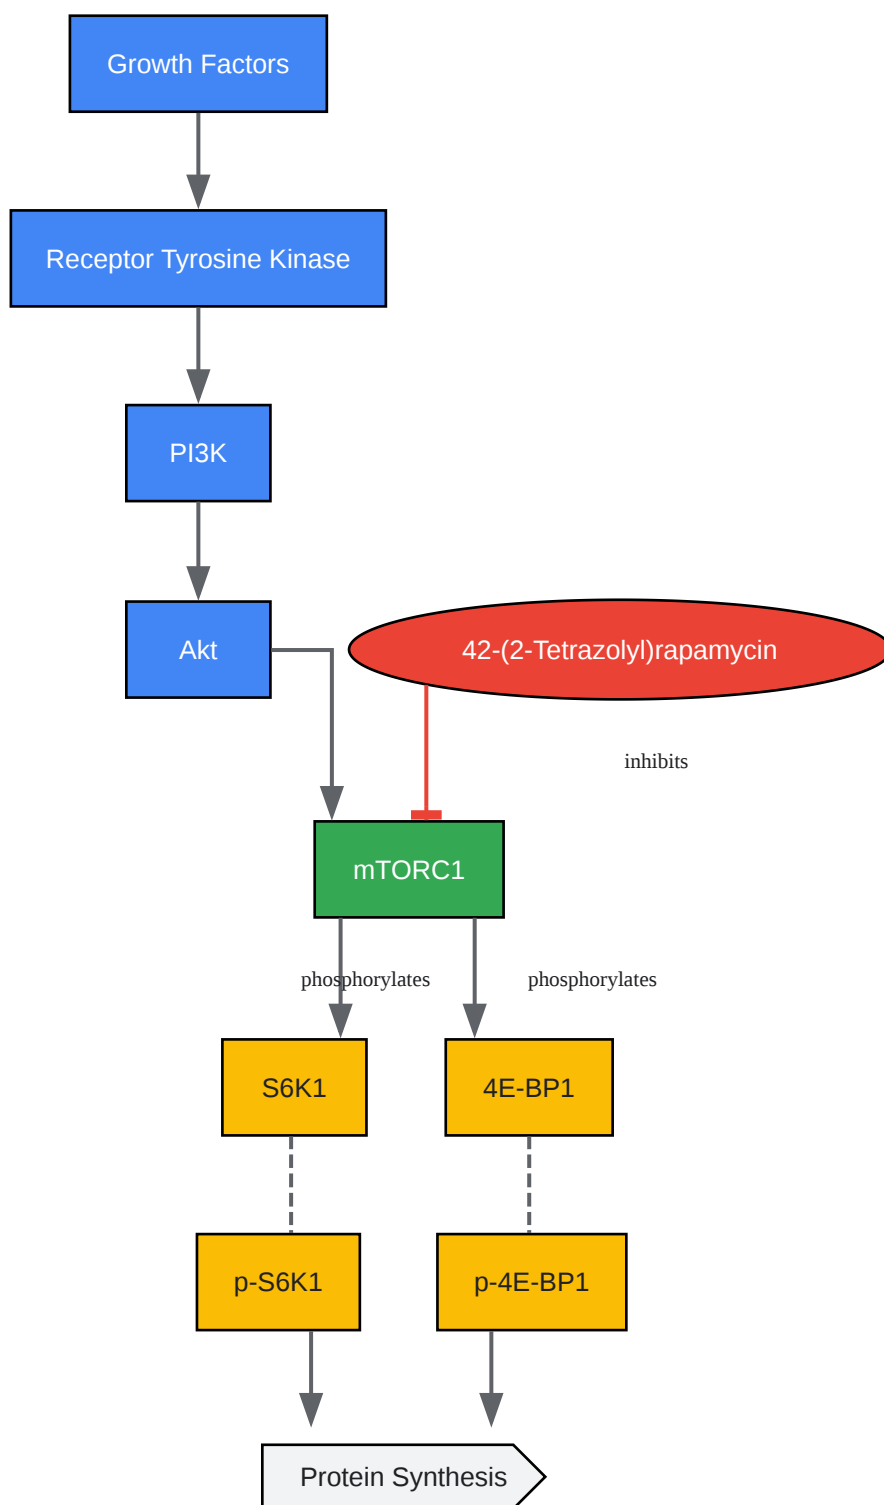 Growth Factors
Receptor Tyrosine Kinase
PI3K
Akt
42-(2-Tetrazolyl)rapamycin
inhibits
mTORC1
phosphorylates
phosphorylates
S6K1
4E-BP1
p-S6K1
p-4E-BP1
Protein Synthesis